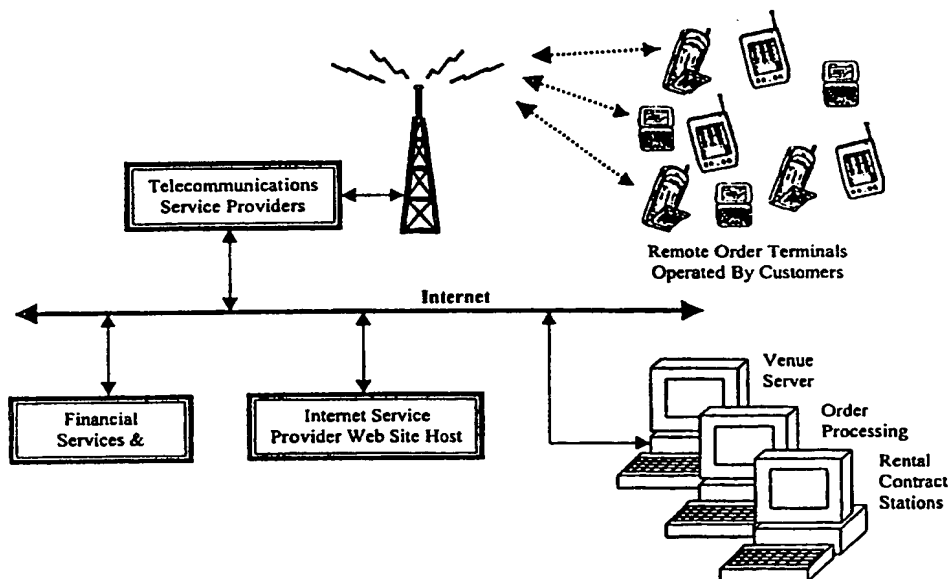 Telecommunications
Service Providers
Remote Order Terminals
Operated By Customers
Internet
Financial
Services &
Internet Service
Provider Web Site Host
Venue
Server
Order
Processing
Rental
Contract
Stations